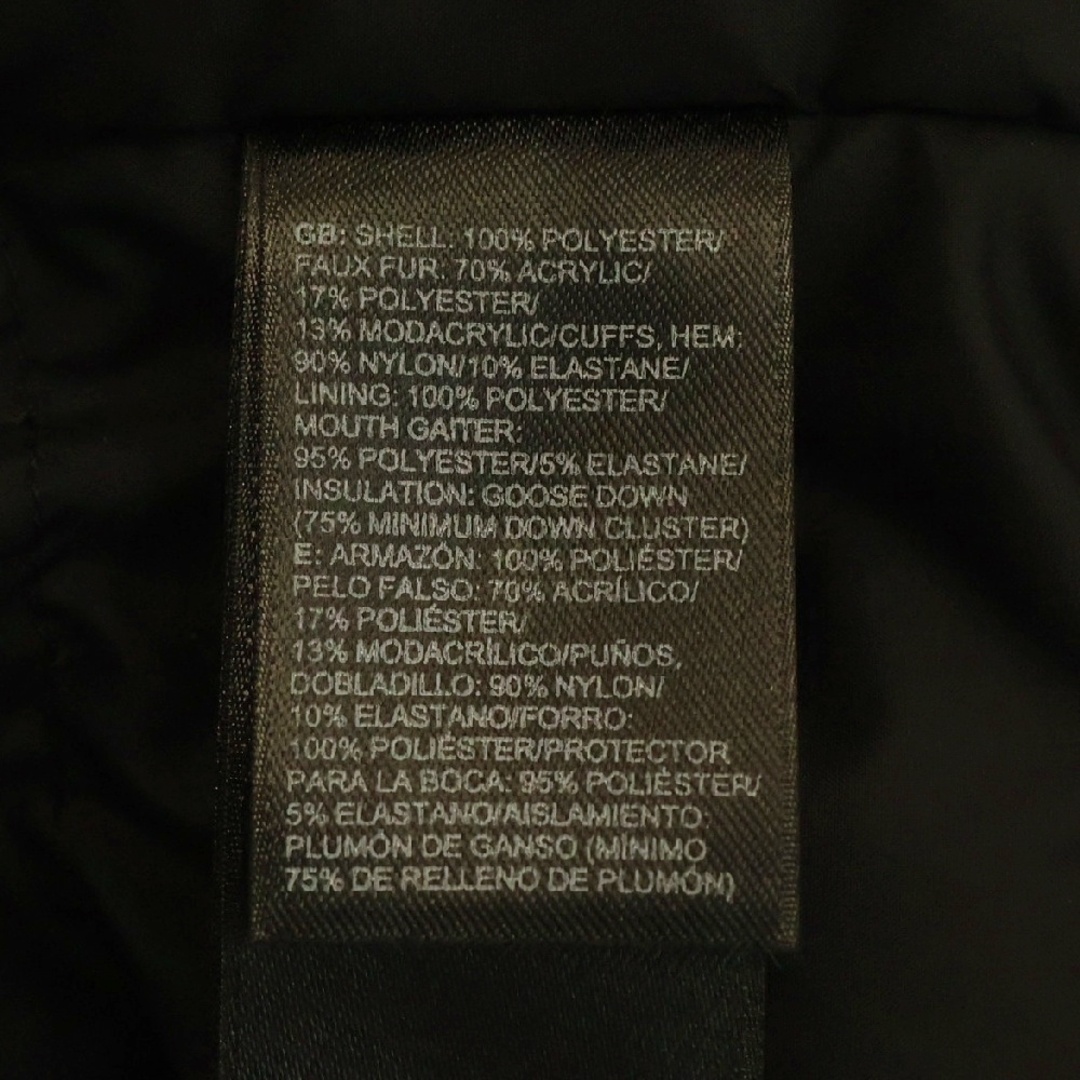 GB: SHELL: 100% POLYESTER/
FAUX FUR: 70% ACRYLIC/
17% POLYESTER/
13% MODACRYLIC/CUFFS, HEM:
90% NYLON/10% ELASTANE/
LINING: 100% POLYESTER/
MOUTH GAITER:
95% POLYESTER/5% ELASTANE/
INSULATION: GOOSE DOWN
(75% MINIMUM DOWN CLUSTER)
E: ARMAZÓN: 100% POLIÉSTER/
PELO FALSO: 70% ACRÍLICO/
17% POLIÉSTER/
13% MODACRÍLICO/PUÑOS,
DOBLADILLO: 90% NYLON/
10% ELASTANO/FORRO:
100% POLIÉSTER/PROTECTOR
PARA LA BOCA: 95% POLIÉSTER/
5% ELASTANO/AISLAMIENTO:
PLUMÓN DE GANSO (MÍNIMO
75% DE RELLENO DE PLUMÓN)